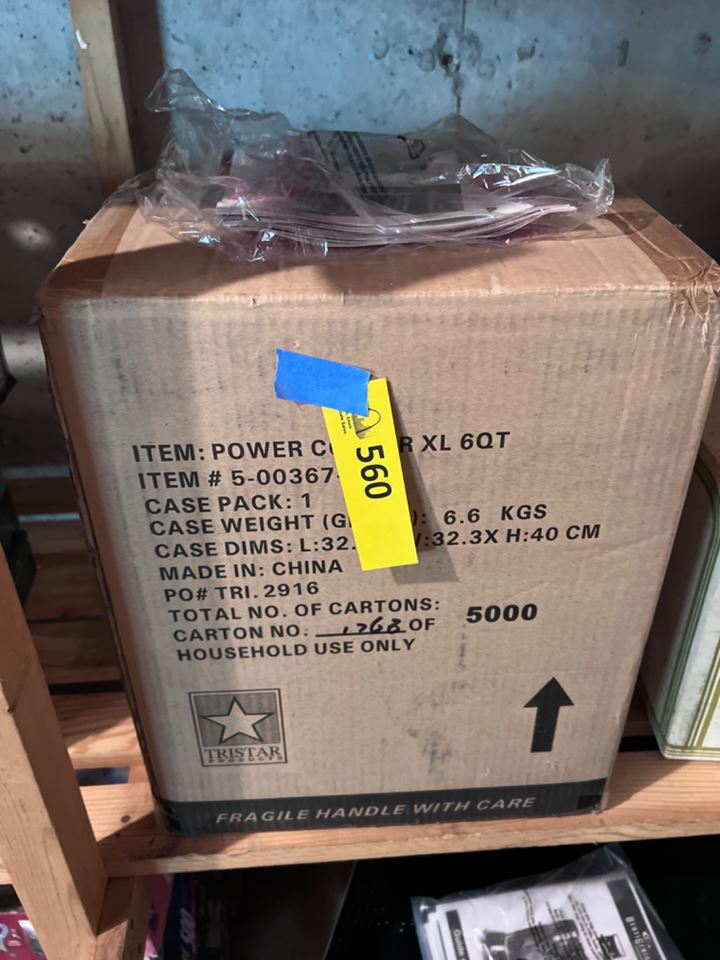 560
ITEM: POWER C R XL 6QT
ITEM # 5-00367
CASE PACK: 1
CASE WEIGHT (G ): 6.6 KGS
CASE DIMS: L:32. :32.3X H:40 CM
MADE IN: CHINA
PO# TRI. 2916
TOTAL NO. OF CARTONS: 5000
CARTON NO: 1768 OF
HOUSEHOLD USE ONLY
TRISTAR
PRODUCTS
FRAGILE HANDLE WITH CARE